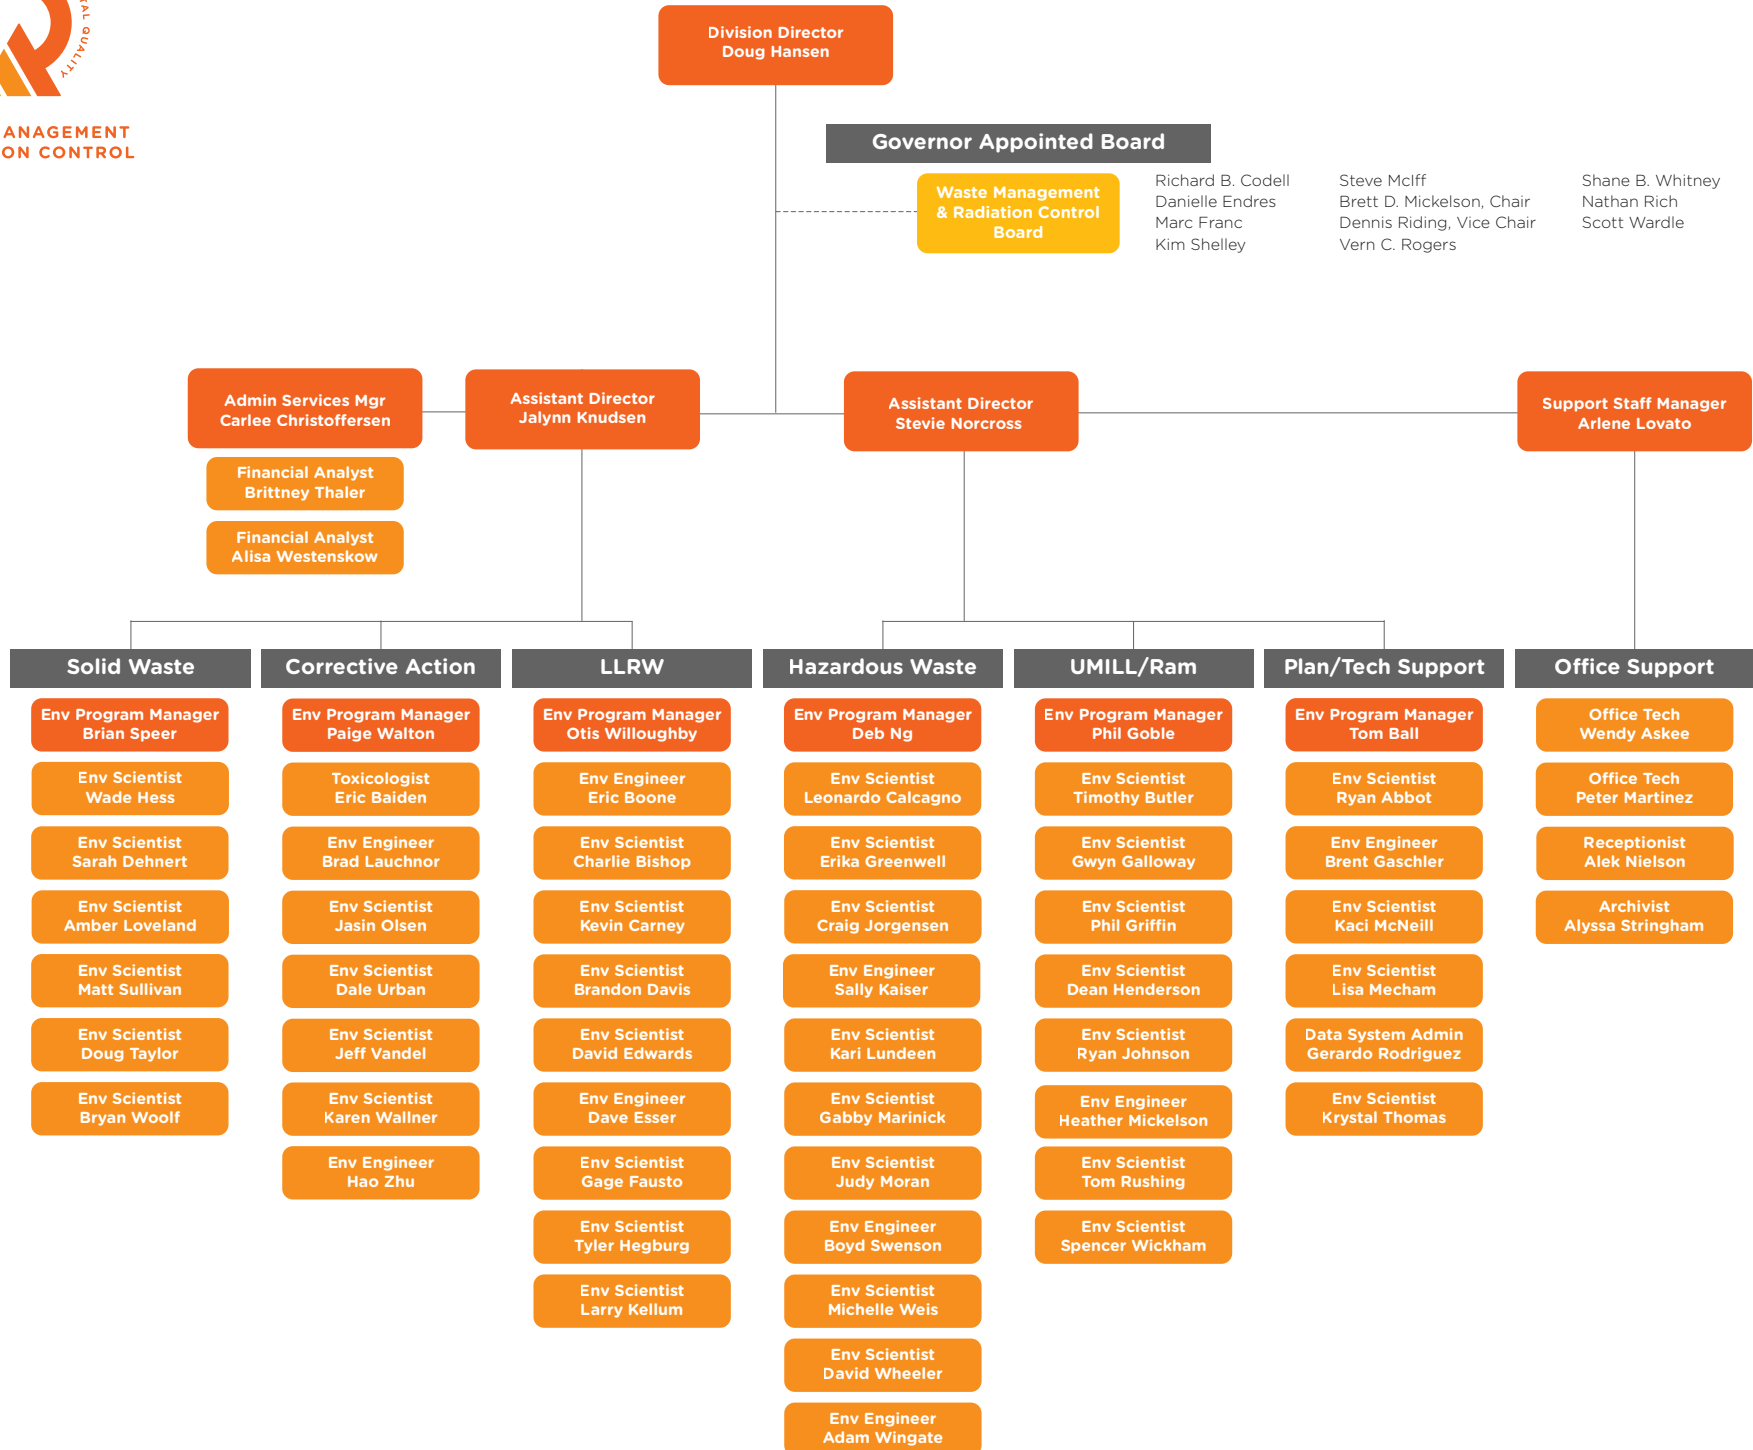 TAL QUALITY
ANAGEMENT
ON CONTROL
Division Director
Doug Hansen
Governor Appointed Board
Waste Management
& Radiation Control
Board
Richard B. Codell
Danielle Endres
Marc Franc
Kim Shelley
Steve McIff
Brett D. Mickelson, Chair
Dennis Riding, Vice Chair
Vern C. Rogers
Shane B. Whitney
Nathan Rich
Scott Wardle
Admin Services Mgr
Carlee Christoffersen
Financial Analyst
Brittney Thaler
Financial Analyst
Alisa Westenskow
Assistant Director
Jalynn Knudsen
Assistant Director
Stevie Norcross
Support Staff Manager
Arlene Lovato
Solid Waste
Env Program Manager
Brian Speer
Env Scientist
Wade Hess
Env Scientist
Sarah Dehnert
Env Scientist
Amber Loveland
Env Scientist
Matt Sullivan
Env Scientist
Doug Taylor
Env Scientist
Bryan Woolf
Corrective Action
Env Program Manager
Paige Walton
Toxicologist
Eric Baiden
Env Engineer
Brad Lauchnor
Env Scientist
Jasin Olsen
Env Scientist
Dale Urban
Env Scientist
Jeff Vandel
Env Scientist
Karen Wallner
Env Engineer
Hao Zhu
LLRW
Env Program Manager
Otis Willoughby
Env Engineer
Eric Boone
Env Scientist
Charlie Bishop
Env Scientist
Kevin Carney
Env Scientist
Brandon Davis
Env Scientist
David Edwards
Env Engineer
Dave Esser
Env Scientist
Gage Fausto
Env Scientist
Tyler Hegburg
Env Scientist
Larry Kellum
Hazardous Waste
Env Program Manager
Deb Ng
Env Scientist
Leonardo Calcagno
Env Scientist
Erika Greenwell
Env Scientist
Craig Jorgensen
Env Engineer
Sally Kaiser
Env Scientist
Kari Lundeen
Env Scientist
Gabby Marinick
Env Scientist
Judy Moran
Env Engineer
Boyd Swenson
Env Scientist
Michelle Weis
Env Scientist
David Wheeler
Env Engineer
Adam Wingate
UMILL/Ram
Env Program Manager
Phil Goble
Env Scientist
Timothy Butler
Env Scientist
Gwyn Galloway
Env Scientist
Phil Griffin
Env Scientist
Dean Henderson
Env Scientist
Ryan Johnson
Env Engineer
Heather Mickelson
Env Scientist
Tom Rushing
Env Scientist
Spencer Wickham
Plan/Tech Support
Env Program Manager
Tom Ball
Env Scientist
Ryan Abbot
Env Engineer
Brent Gaschler
Env Scientist
Kaci McNeill
Env Scientist
Lisa Mecham
Data System Admin
Gerardo Rodriguez
Env Scientist
Krystal Thomas
Office Support
Office Tech
Wendy Askee
Office Tech
Peter Martinez
Receptionist
Alek Nielson
Archivist
Alyssa Stringham